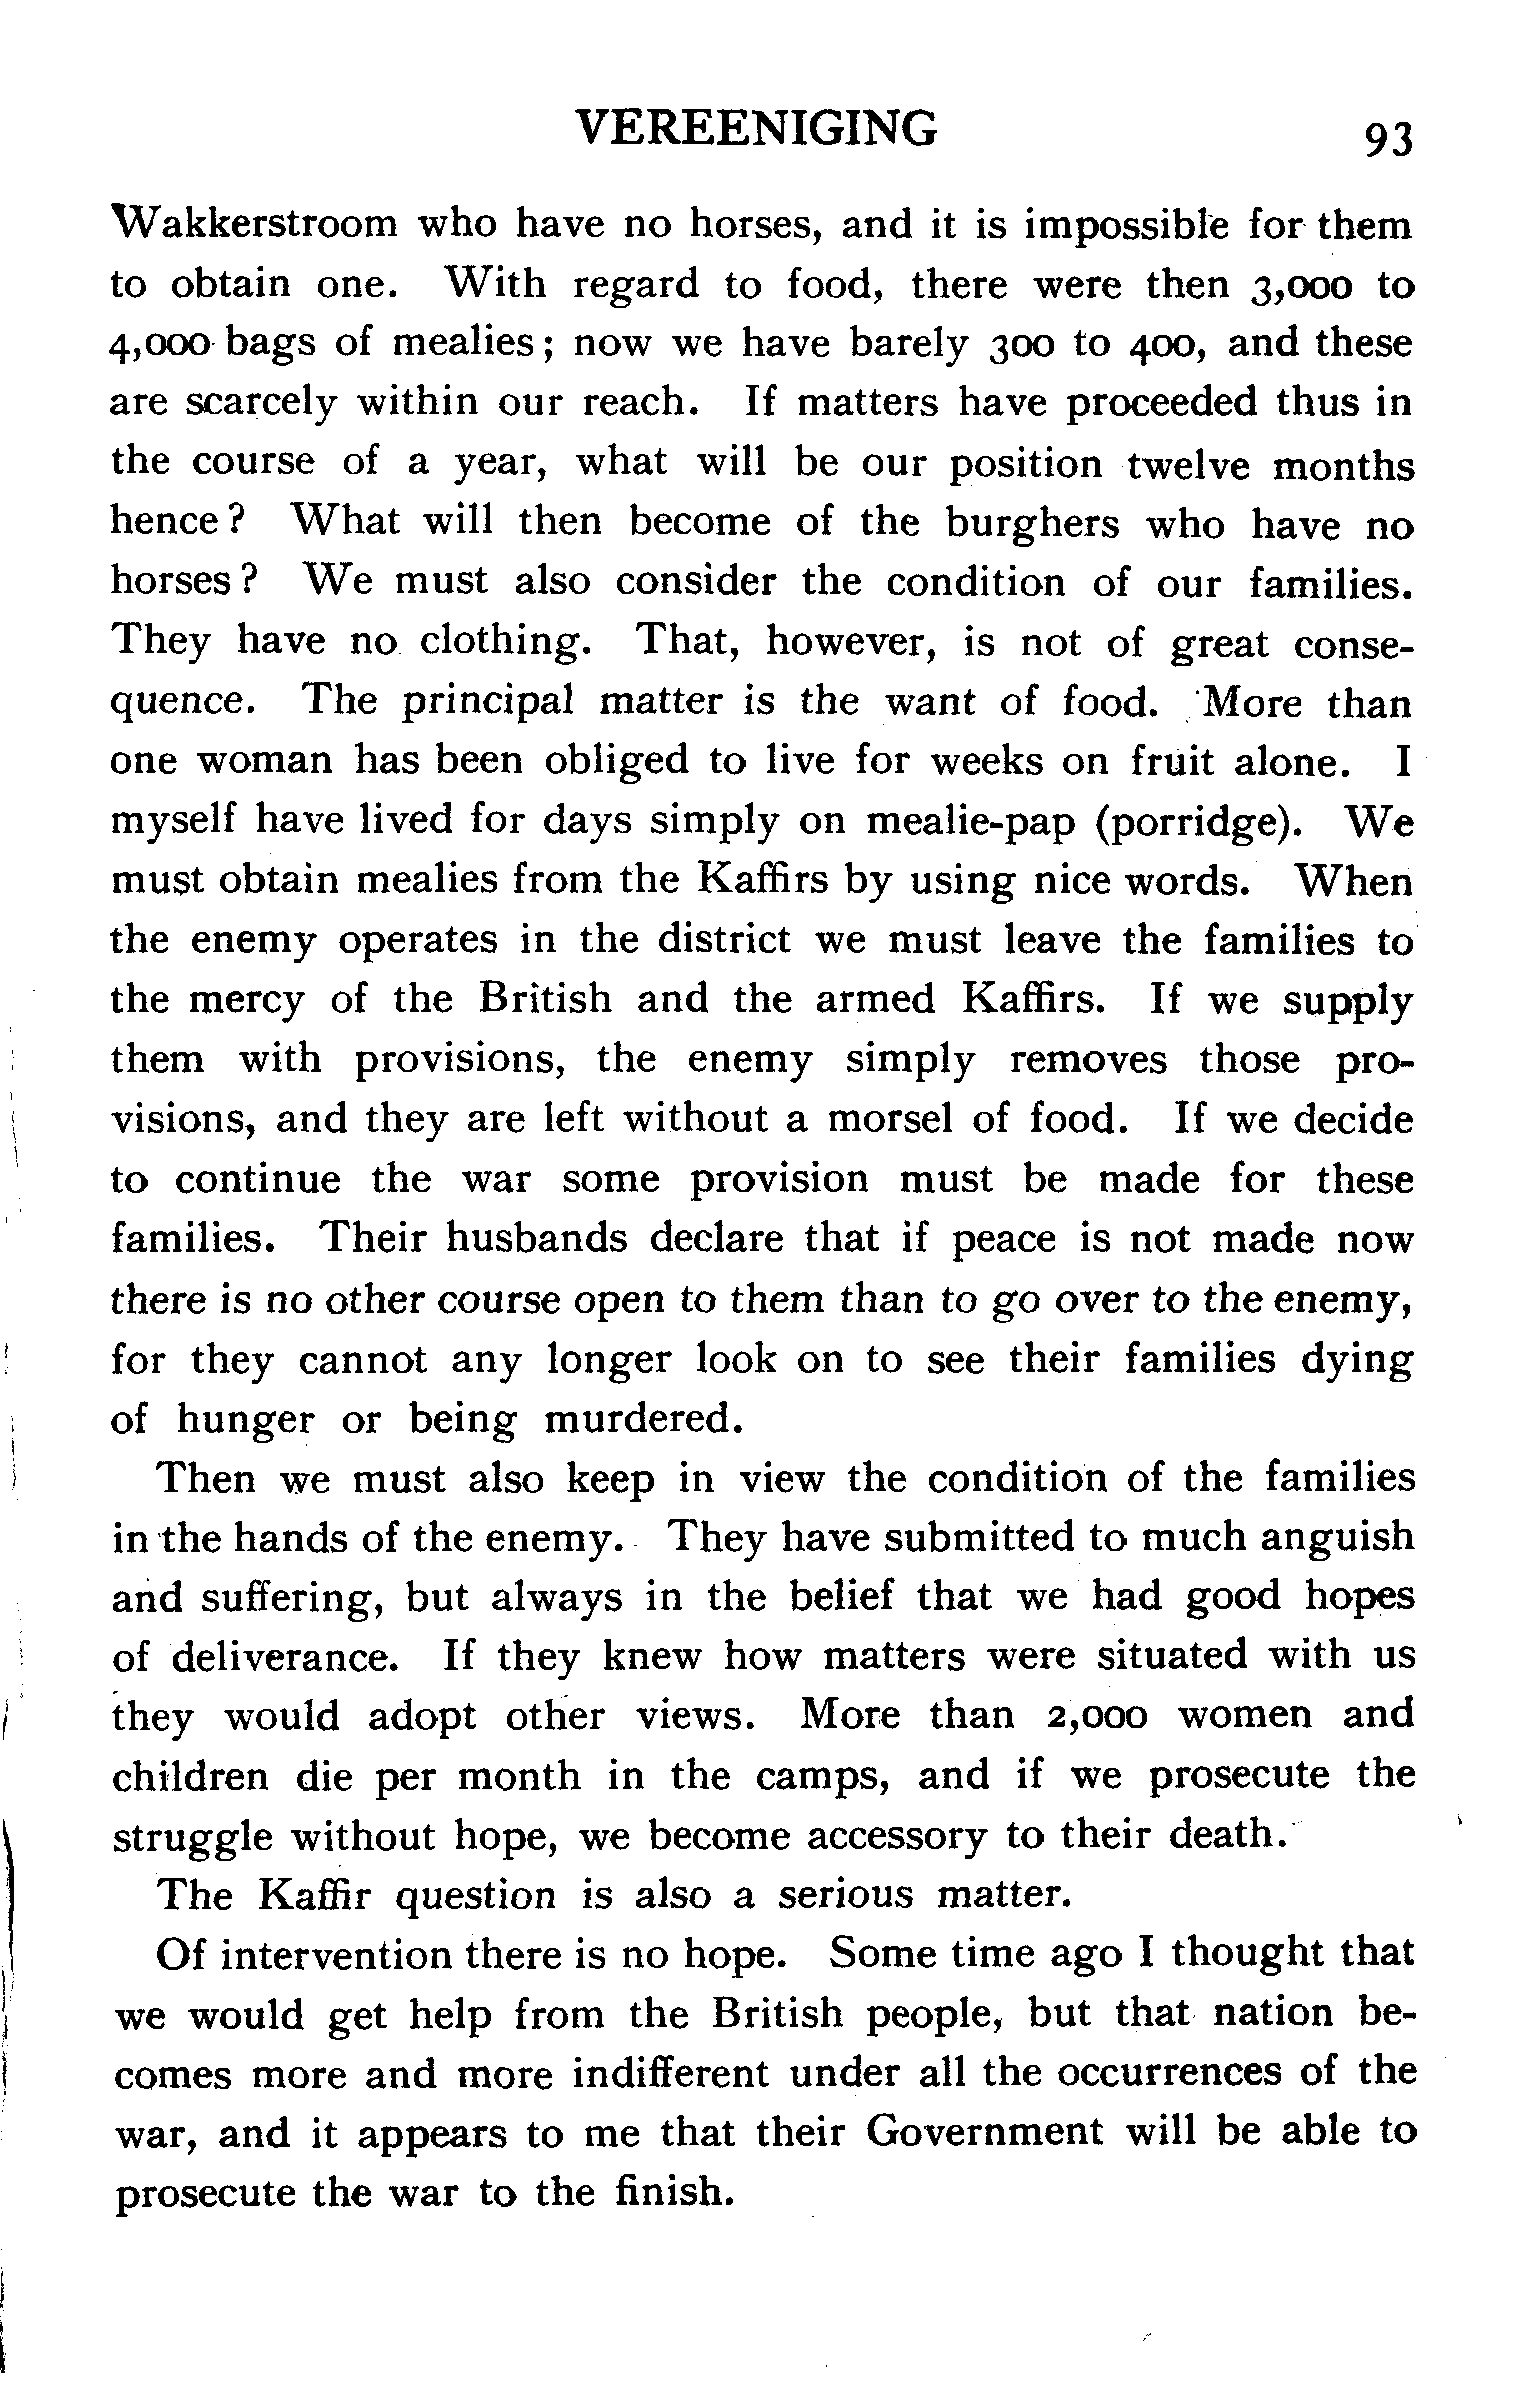 VEREENIGING 93
Wakkerstroom who have no horses, and it is impossible for them
to obtain one. With regard to food, there were then 3,000 to
4,000 bags of mealies; now we have barely 300 to 400, and these
are scarcely within our reach. If matters have proceeded thus in
the course of a year, what will be our position twelve months
hence? What will then become of the burghers who have no
horses? We must also consider the condition of our families.
They have no clothing. That, however, is not of great conse-
quence. The principal matter is the want of food. More than
one woman has been obliged to live for weeks on fruit alone. I
myself have lived for days simply on mealie-pap (porridge). We
must obtain mealies from the Kaffirs by using nice words. When
the enemy operates in the district we must leave the families to
the mercy of the British and the armed Kaffirs. If we supply
them with provisions, the enemy simply removes those pro-
visions, and they are left without a morsel of food. If we decide
to continue the war some provision must be made for these
families. Their husbands declare that if peace is not made now
there is no other course open to them than to go over to the enemy,
for they cannot any longer look on to see their families dying
of hunger or being murdered.
Then we must also keep in view the condition of the families
in the hands of the enemy. They have submitted to much anguish
and suffering, but always in the belief that we had good hopes
of deliverance. If they knew how matters were situated with us
they would adopt other views. More than 2,000 women and
children die per month in the camps, and if we prosecute the
struggle without hope, we become accessory to their death.
The Kaffir question is also a serious matter.
Of intervention there is no hope. Some time ago I thought that
we would get help from the British people, but that nation be-
comes more and more indifferent under all the occurrences of the
war, and it appears to me that their Government will be able to
prosecute the war to the finish.